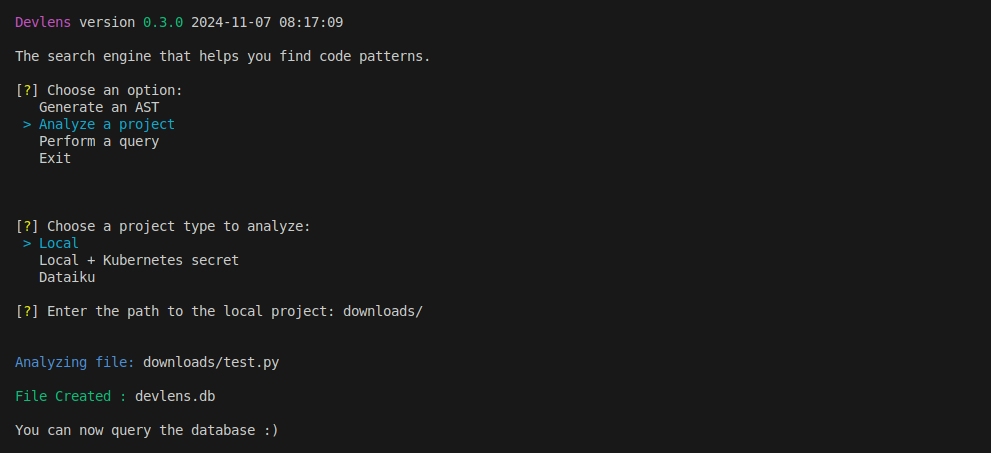 Devlens version 0.3.0 2024-11-07 08:17:09
The search engine that helps you find code patterns.
[?] Choose an option:
Generate an AST
> Analyze a project
Perform a query
Exit
[?] Choose a project type to analyze:
> Local
Local + Kubernetes secret
Dataiku
[?] Enter the path to the local project: downloads/
Analyzing file: downloads/test.py
File Created : devlens.db
You can now query the database :)